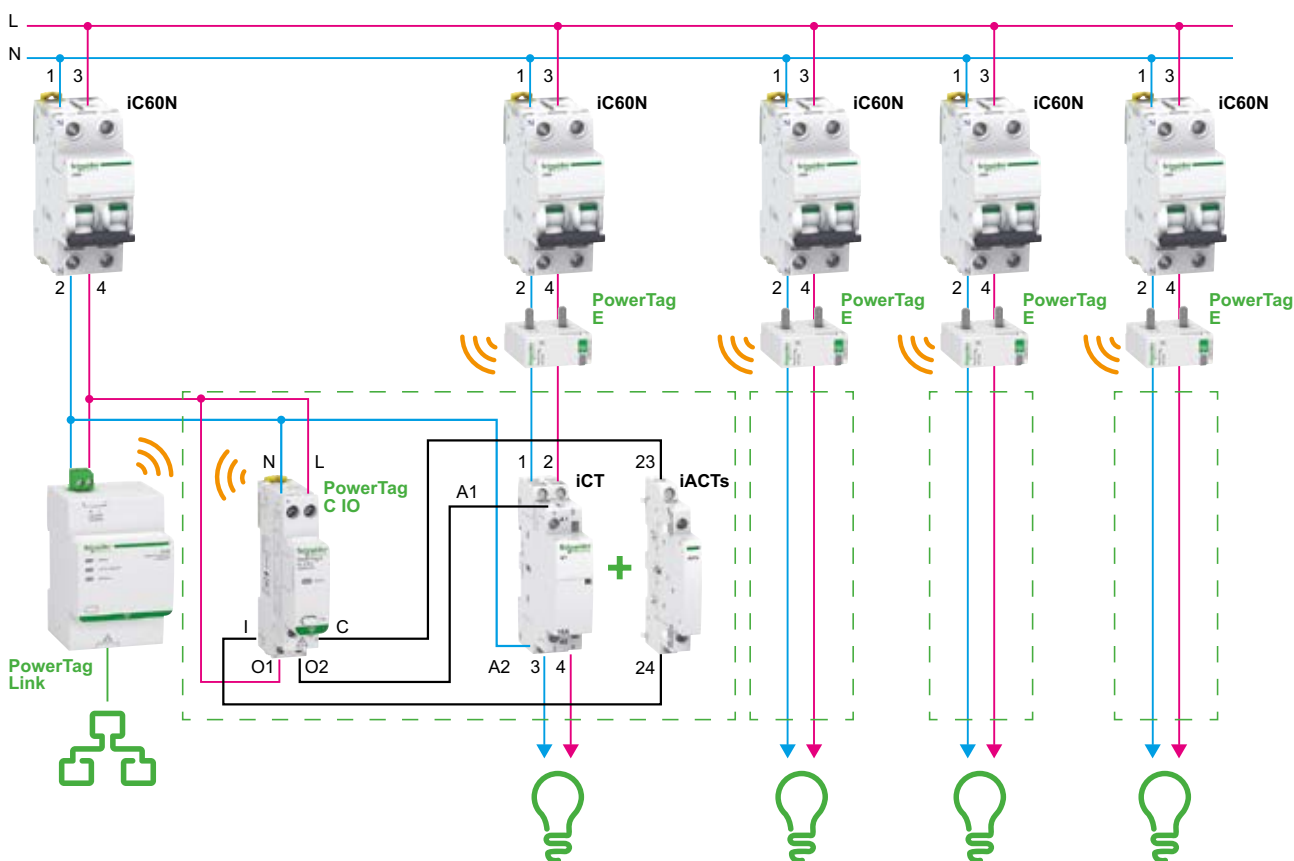 L
N
1 3
iC60N
1 3
iC60N
1 3
iC60N
1 3
iC60N
1 3
iC60N
2 4
2 4
PowerTag
E
2 4
PowerTag
E
2 4
PowerTag
E
2 4
PowerTag
E
N L
PowerTag
C IO
A1
1 2
iCT
23
iACTs
+
I C
O1 O2
A2 3 4
24
PowerTag
Link